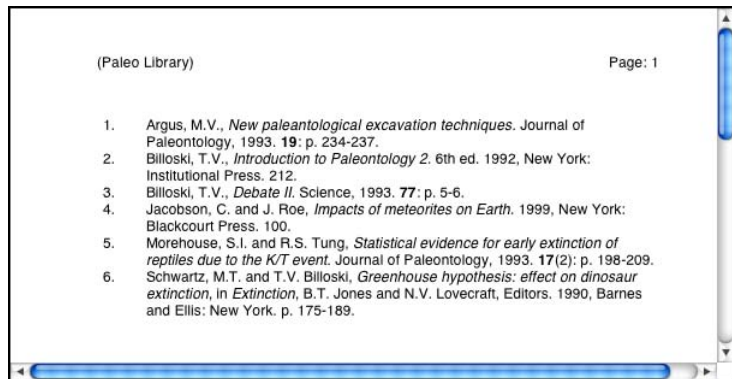 (Paleo Library) Page: 1
1. Argus, M.V., New paleantological excavation techniques. Journal of
Paleontology, 1993. 19: p. 234-237.
2. Billoski, T.V., Introduction to Paleontology 2. 6th ed. 1992, New York:
Institutional Press. 212.
3. Billoski, T.V., Debate II. Science, 1993. 77: p. 5-6.
4. Jacobson, C. and J. Roe, Impacts of meteorites on Earth. 1999, New York:
Blackcourt Press. 100.
5. Morehouse, S.I. and R.S. Tung, Statistical evidence for early extinction of
reptiles due to the K/T event. Journal of Paleontology, 1993. 17(2): p. 198-209.
6. Schwartz, M.T. and T.V. Billoski, Greenhouse hypothesis: effect on dinosaur
extinction, in Extinction, B.T. Jones and N.V. Lovecraft, Editors. 1990, Barnes
and Ellis: New York. p. 175-189.